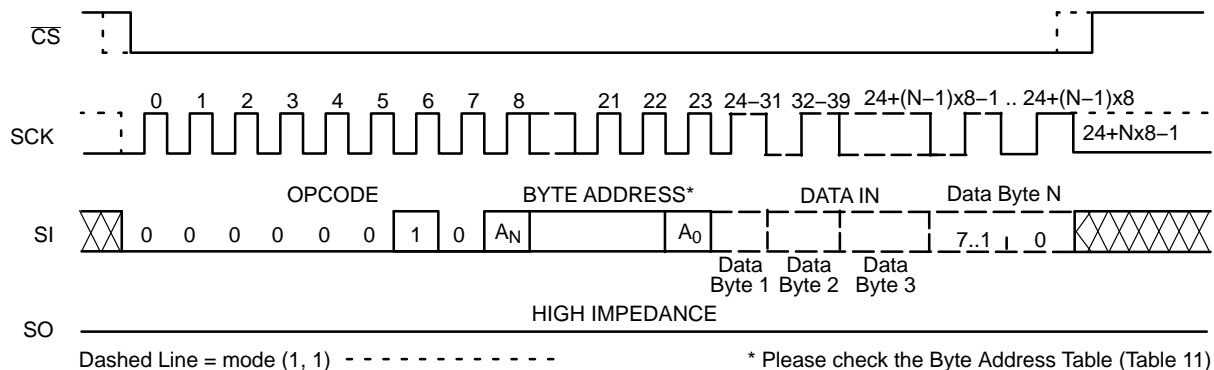 CS
0 1 2 3 4 5 6 7 8 21 22 23 24–31 32–39 24+(N–1)x8–1 .. 24+(N–1)x8
SCK
24+Nx8–1
OPCODE BYTE ADDRESS* DATA IN Data Byte N
SI 0 0 0 0 0 0 1 0 AN A0 7..1 0
Data Byte 1 Data Byte 2 Data Byte 3
HIGH IMPEDANCE
SO
Dashed Line = mode (1, 1) * Please check the Byte Address Table (Table 11)